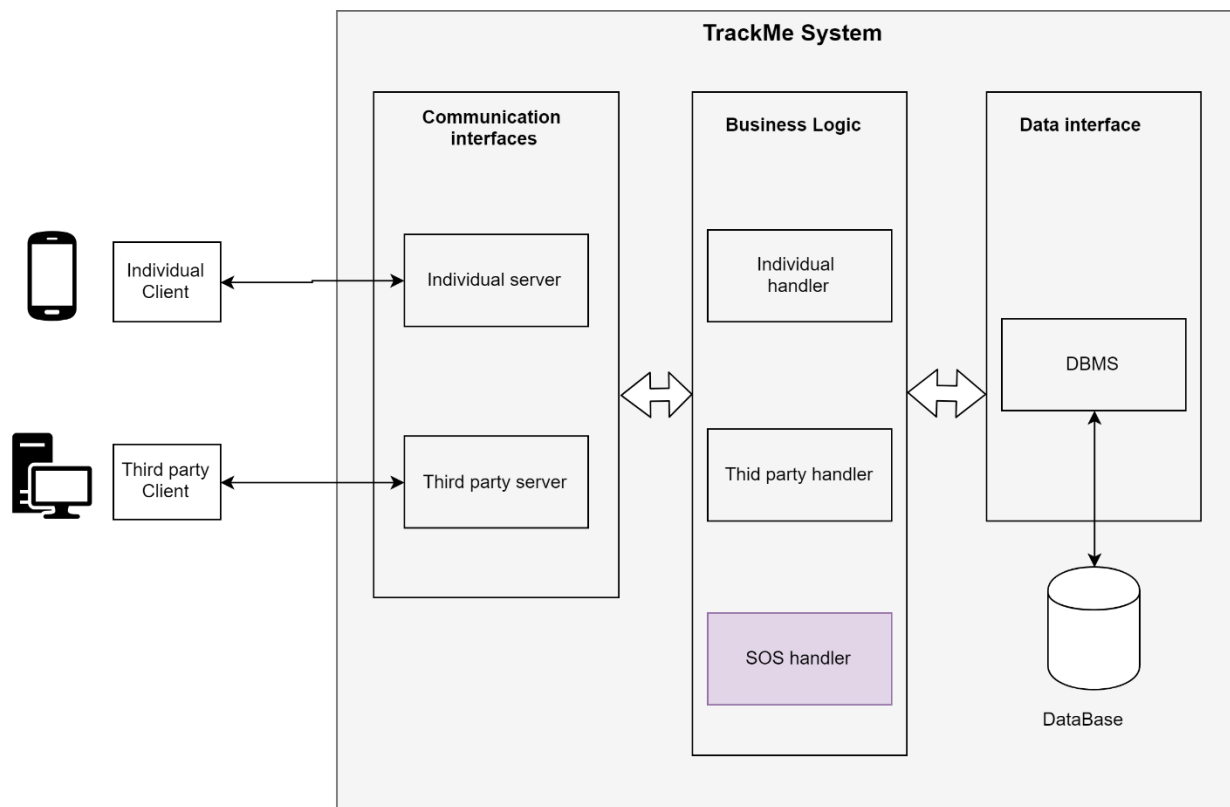 TrackMe System
Communication
interfaces
Business Logic
Data interface
Individual
Client
Individual server
Individual
handler
DBMS
Third party
Client
Third party server
Thid party handler
SOS handler
DataBase